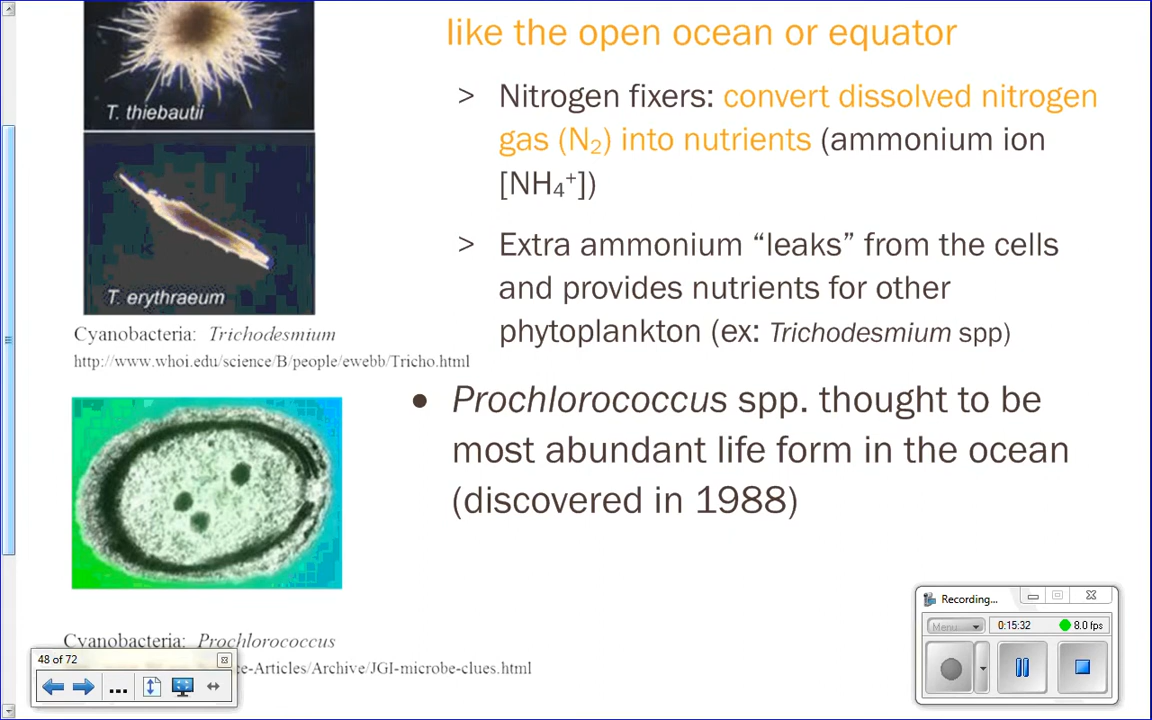 like the open ocean or equator
> Nitrogen fixers: convert dissolved nitrogen
gas (N₂) into nutrients (ammonium ion
[NH₄⁺])
> Extra ammonium “leaks” from the cells
and provides nutrients for other
phytoplankton (ex: Trichodesmium spp)
• Prochlorococcus spp. thought to be
most abundant life form in the ocean
(discovered in 1988)
T. thiebautii
T. erythraeum
Cyanobacteria: Trichodesmium
http://www.whoi.edu/science/B/people/ewebb/Tricho.html
Cyanobacteria: Prochlorococcus
ce-Articles/Archive/JGI-microbe-clues.html
48 of 72
...
Recording...
Menu
0:15:32
8.0 fps